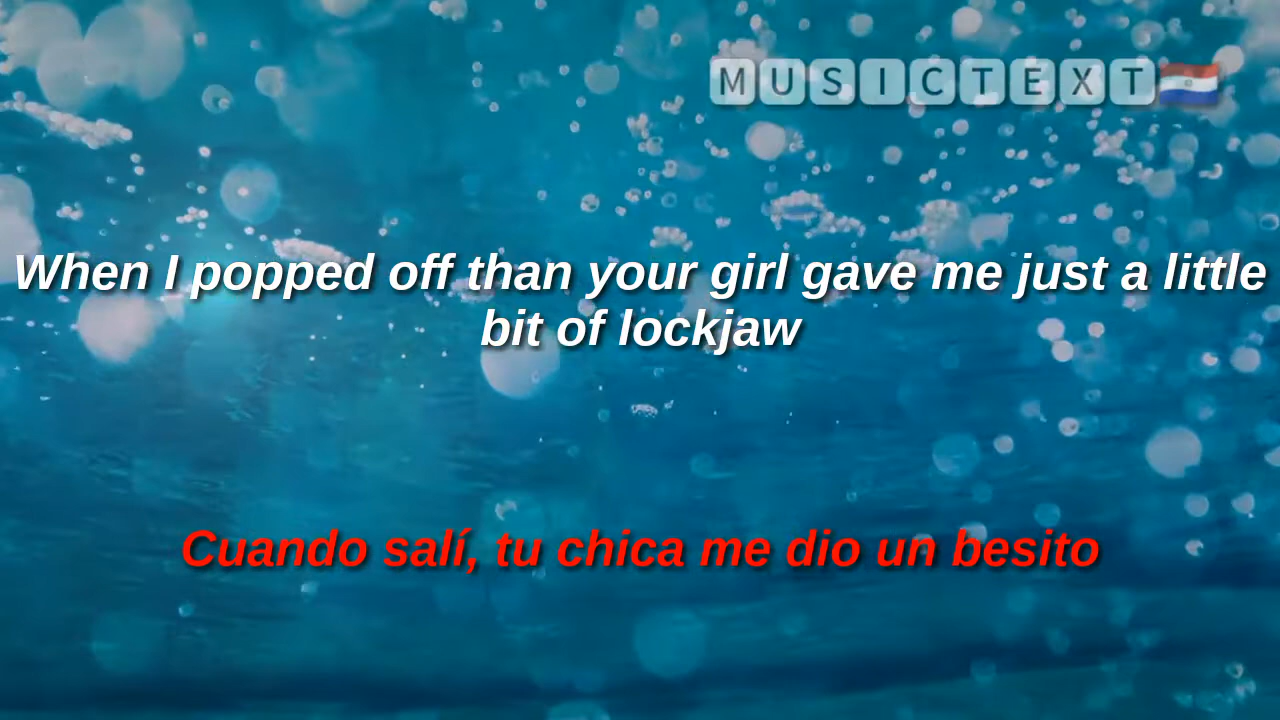 MUSICTEXT🇵🇾
When I popped off than your girl gave me just a little
bit of lockjaw
Cuando salí, tu chica me dio un besito